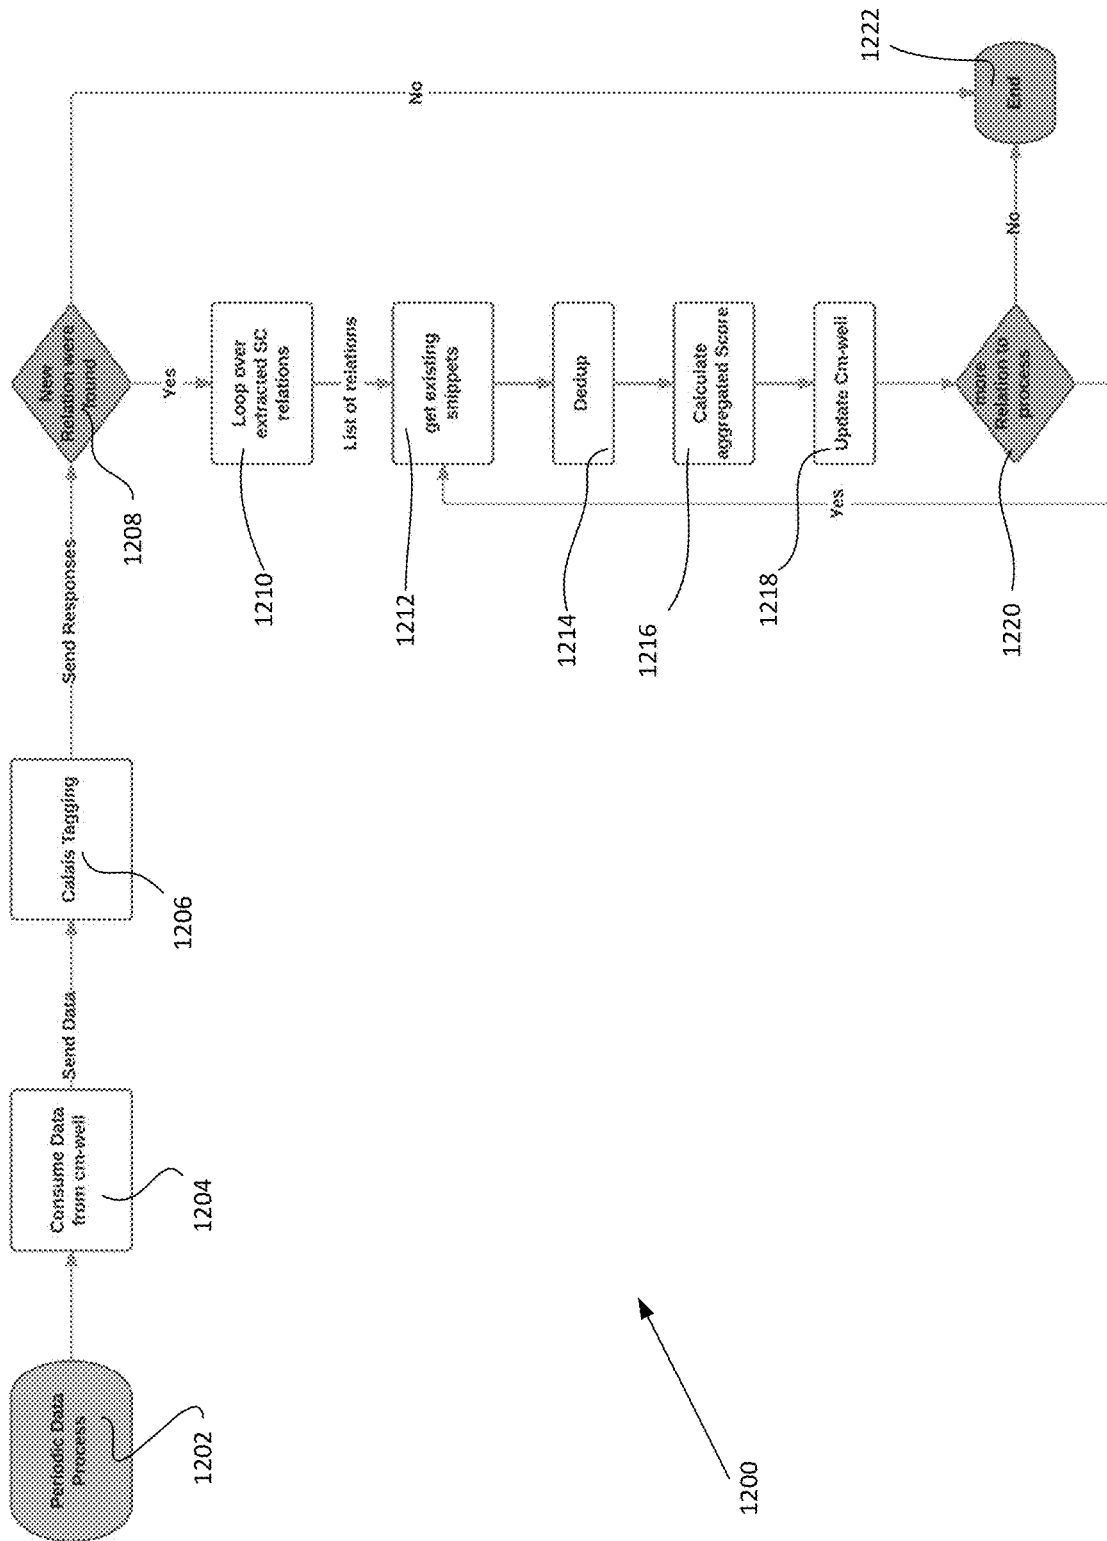 Periodic Data
Process
1202
Consume Data
from cm-well
1204
Send Data
Calais Tagging
1206
Send Responses
New
Relation were
found
1208
No
Yes
Loop over
extracted SC
relations
1210
List of relations
get existing
snippets
1212
Dedup
1214
Calculate
aggregated Score
1216
Update Cm-well
1218
more
Relation to
process
1220
Yes
No
End
1222
1200